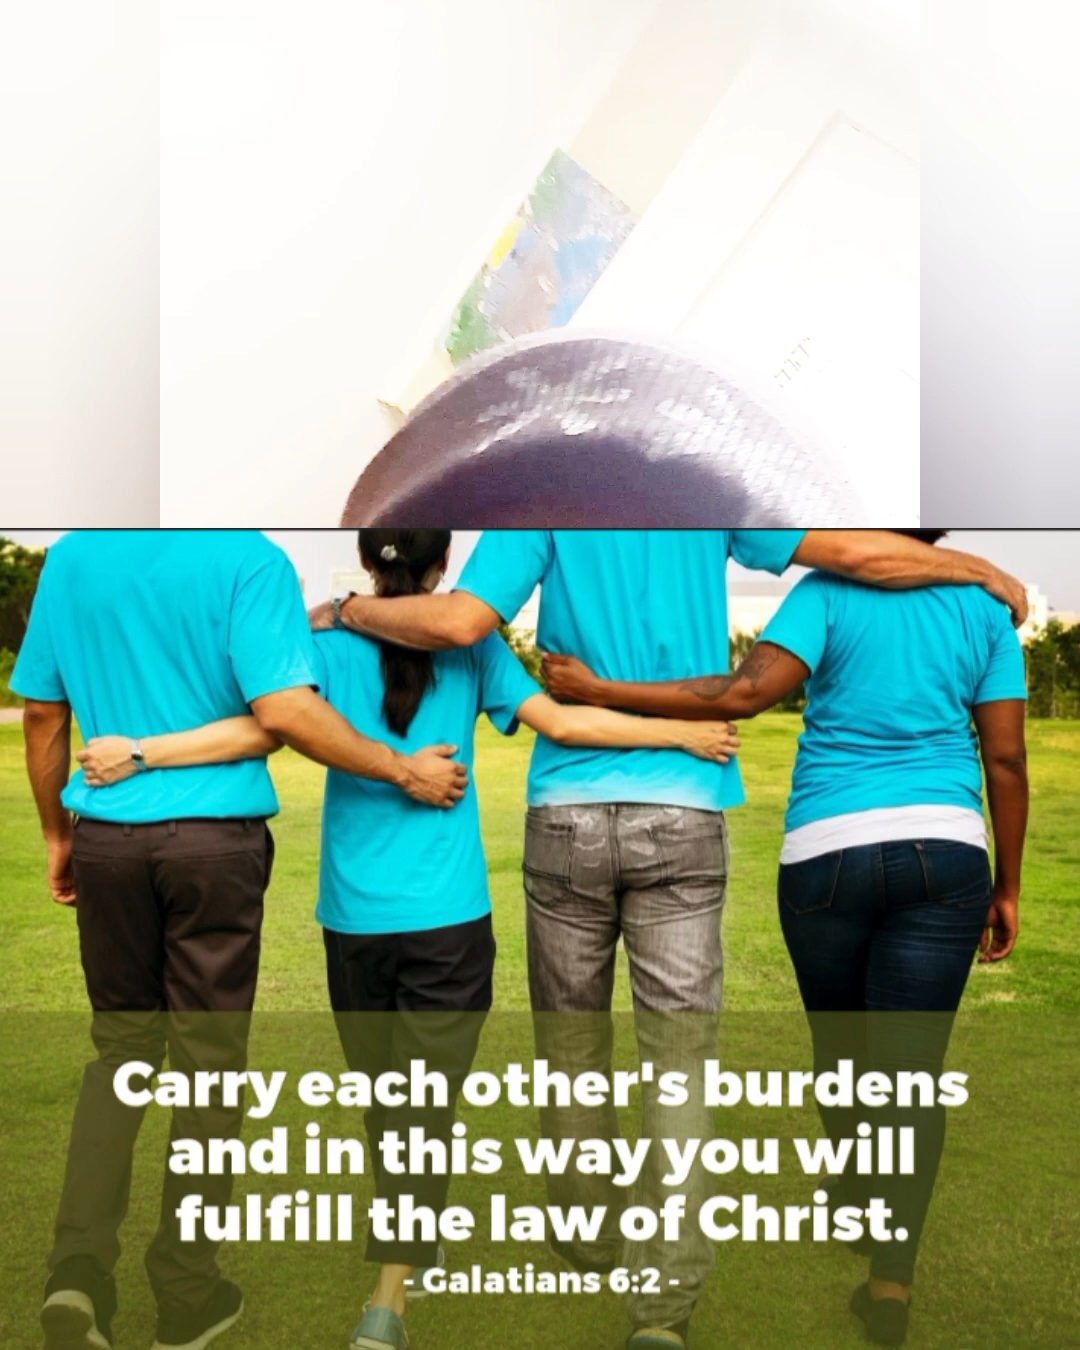 Carry each other's burdens
and in this way you will
fulfill the law of Christ.
- Galatians 6:2 -